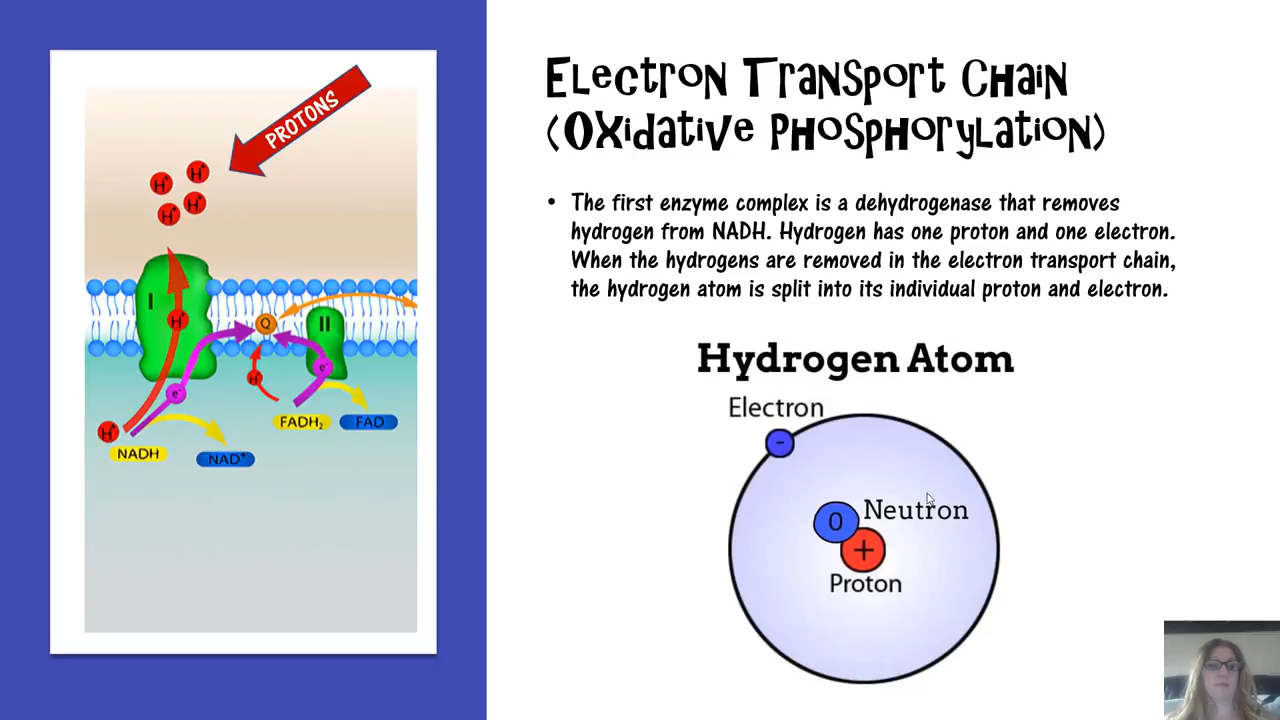 Electron Transport Chain
(Oxidative Phosphorylation)
• The first enzyme complex is a dehydrogenase that removes
hydrogen from NADH. Hydrogen has one proton and one electron.
When the hydrogens are removed in the electron transport chain,
the hydrogen atom is split into its individual proton and electron.
PROTONS
H+
H+
H+
H+
I
H+
Q
II
H
e-
e-
H+
NADH
NAD+
FADH2
FAD
Hydrogen Atom
Electron
-
0
Neutron
+
Proton